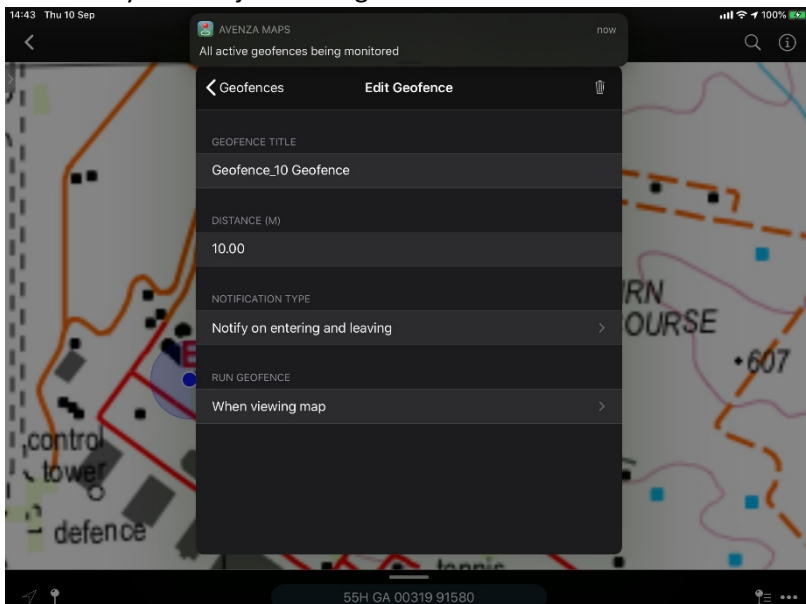 14:43 Thu 10 Sep
100%
AVENZA MAPS
now
All active geofences being monitored
Geofences
Edit Geofence
GEOFENCE TITLE
Geofence_10 Geofence
DISTANCE (M)
10.00
NOTIFICATION TYPE
Notify on entering and leaving
RUN GEOFENCE
When viewing map
OURSE
607
control
tower
defence
55H GA 00319 91580